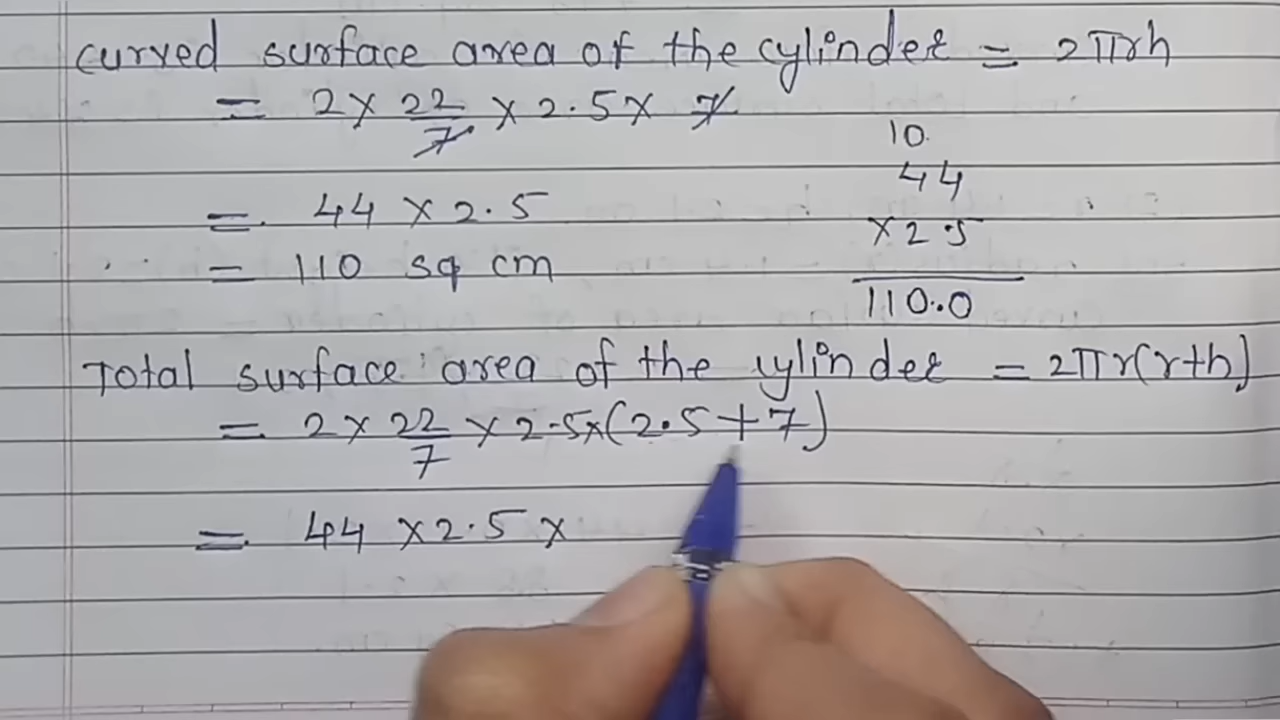 curved surface area of the cylinder = 2πrh
= 2 × 22/7 × 2.5 × 7
10
44
= 44 × 2.5
× 2.5
= 110 sq cm
110.0
Total surface area of the cylinder = 2πr(r+h)
= 2 × 22/7 × 2.5×(2.5+7)
= 44 × 2.5 ×